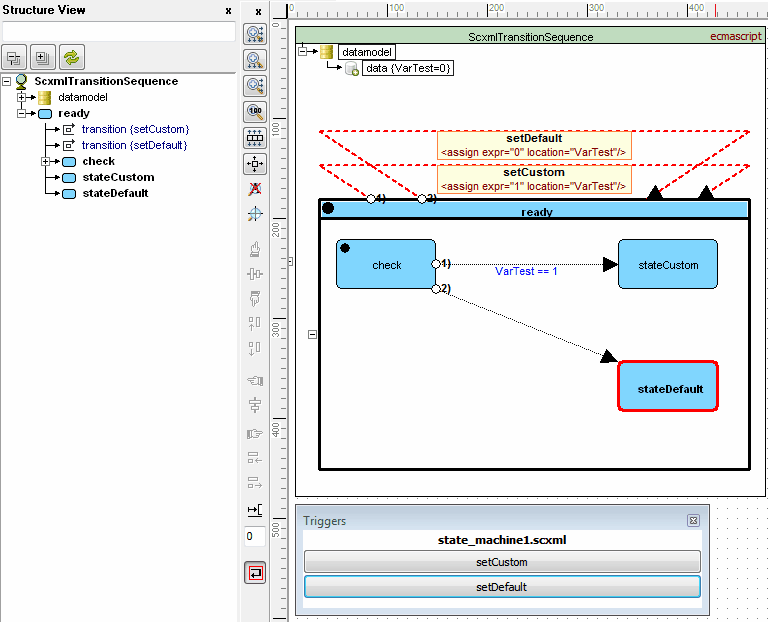 Structure View
x
ScxmlTransitionSequence
datamodel
ready
transition {setCustom}
transition {setDefault}
check
stateCustom
stateDefault
x
100
0
0
100
200
300
400
0
100
200
300
400
500
ScxmlTransitionSequence
ecmascript
datamodel
data {VarTest=0}
setDefault
<assign expr="0" location="VarTest"/>
setCustom
<assign expr="1" location="VarTest"/>
2)
ready
check
1)
VarTest == 1
stateCustom
2)
stateDefault
Triggers
state_machine1.scxml
setCustom
setDefault